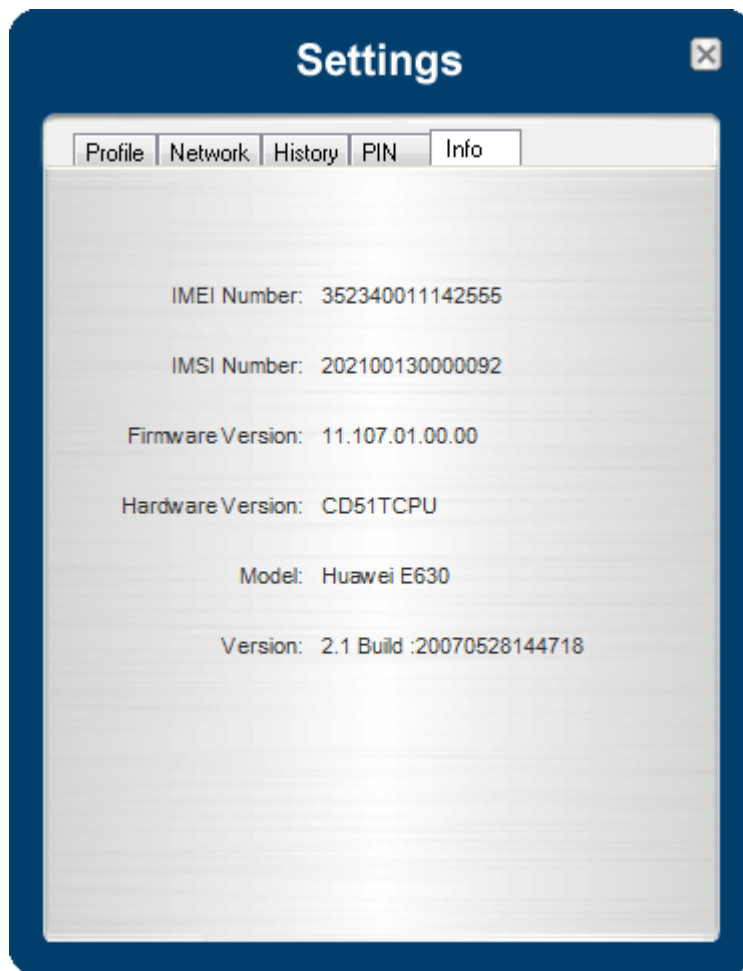 Settings
Profile Network History PIN Info
IMEI Number: 352340011142555
IMSI Number: 202100130000092
Firmware Version: 11.107.01.00.00
Hardware Version: CD51TCPU
Model: Huawei E630
Version: 2.1 Build :20070528144718